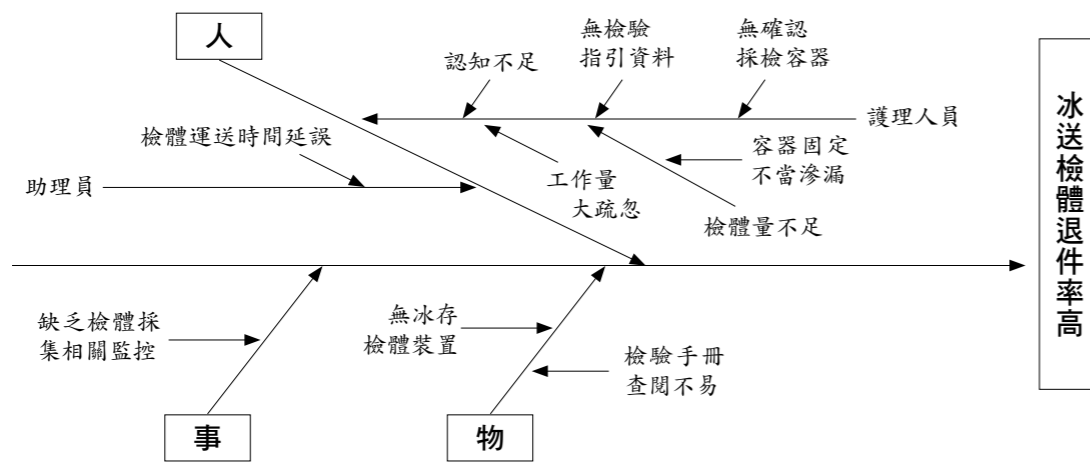 人
認知不足
無檢驗
指引資料
無確認
採檢容器
護理人員
檢體運送時間延誤
助理員
工作量
大疏忽
容器固定
不當滲漏
檢體量不足
冰送檢體退件率高
缺乏檢體採
集相關監控
無冰存
檢體裝置
檢驗手冊
查閱不易
事
物